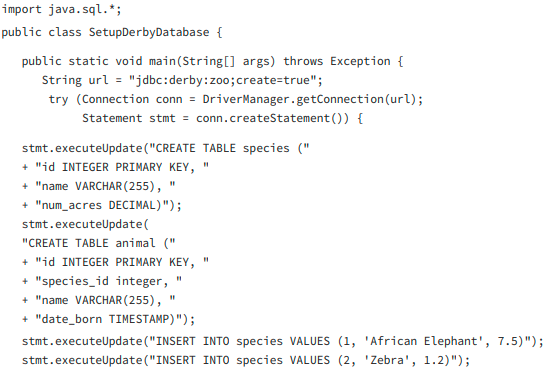 import java.sql.*;
public class SetupDerbyDatabase {
public static void main(String[] args) throws Exception {
String url = "jdbc:derby:zoo;create=true";
try (Connection conn = DriverManager.getConnection(url);
Statement stmt = conn.createStatement()) {
stmt.executeUpdate("CREATE TABLE species ("
+ "id INTEGER PRIMARY KEY, "
+ "name VARCHAR(255), "
+ "num_acres DECIMAL)");
stmt.executeUpdate(
"CREATE TABLE animal ("
+ "id INTEGER PRIMARY KEY, "
+ "species_id integer, "
+ "name VARCHAR(255), "
+ "date_born TIMESTAMP)");
stmt.executeUpdate("INSERT INTO species VALUES (1, 'African Elephant', 7.5)");
stmt.executeUpdate("INSERT INTO species VALUES (2, 'Zebra', 1.2)");